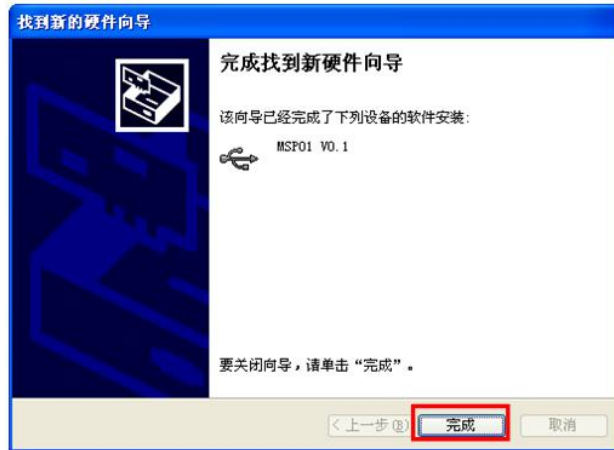 找到新的硬件向导
完成找到新硬件向导
该向导已经完成了下列设备的软件安装:
MSP01 V0.1
要关闭向导，请单击“完成”。
<上一步(B) 完成 取消